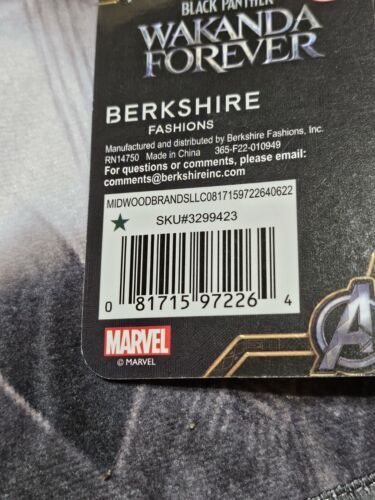 BLACK PANTHER
WAKANDA
FOREVER
BERKSHIRE
FASHIONS
Manufactured and distributed by Berkshire Fashions, Inc.
RN14750 Made in China 365-F22-010949
For questions or comments, please email:
comments@berkshireinc.com
MIDWOODBRANDSLLC0817159722640622
SKU#3299423
0 81715 97226 4
MARVEL
© MARVEL